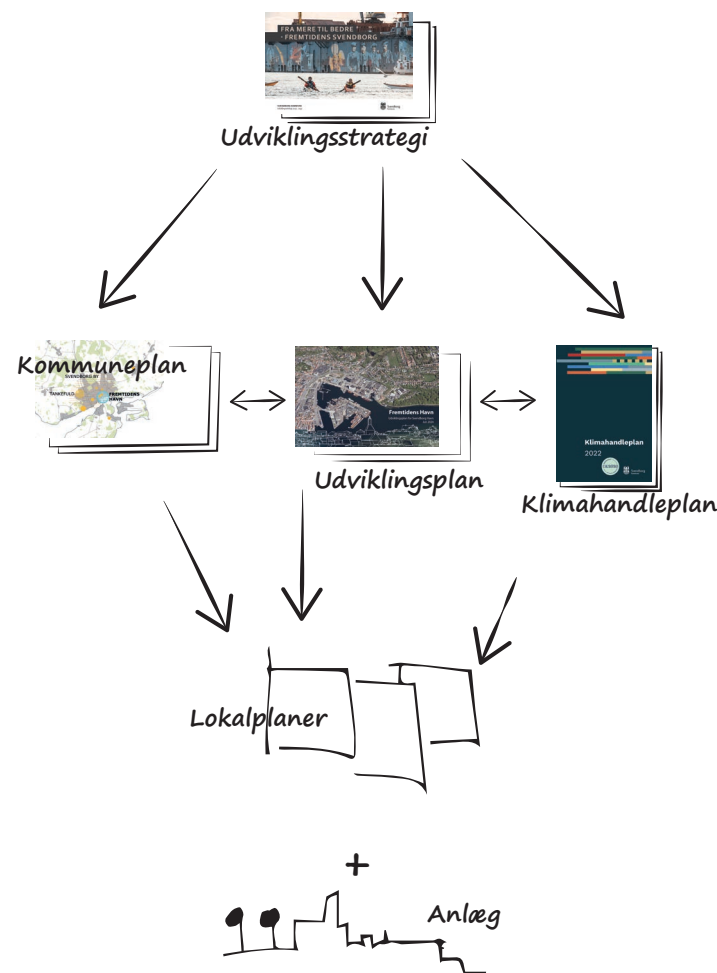 FRA MERE TIL BEDRE
- FREMTIDENS SVENDBORG
Udviklingsstrategi
Kommuneplan
SVENDBORG BY
TANKEFULD
FREMTIDENS
HAVN
Fremtidens Havn
Udviklingsplan
Klimahandleplan
2022
Klimahandleplan
Lokalplaner
+
Anlæg